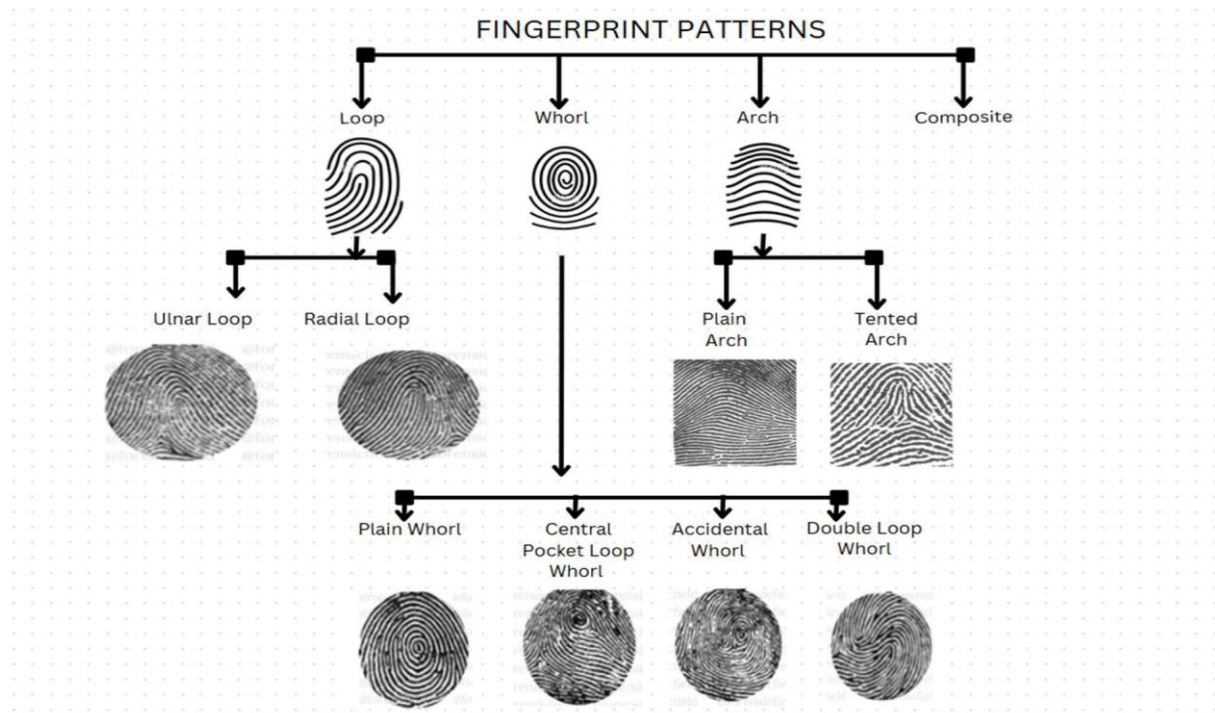 FINGERPRINT PATTERNS
Loop
Whorl
Arch
Composite
Ulnar Loop
Radial Loop
Plain
Arch
Tented
Arch
Plain Whorl
Central
Pocket Loop
Whorl
Accidental
Whorl
Double Loop
Whorl